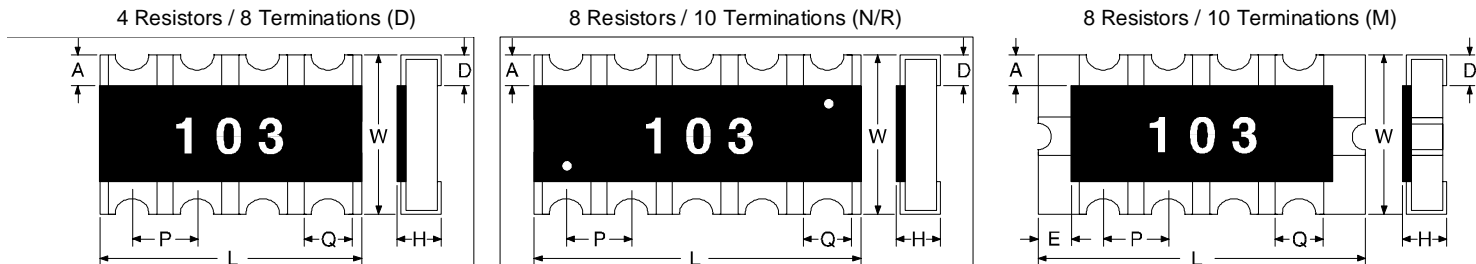 4 Resistors / 8 Terminations (D)
A
D
103
W
P
Q
H
L
8 Resistors / 10 Terminations (N/R)
A
D
103
W
P
Q
H
L
8 Resistors / 10 Terminations (M)
A
D
103
W
E
P
Q
H
L